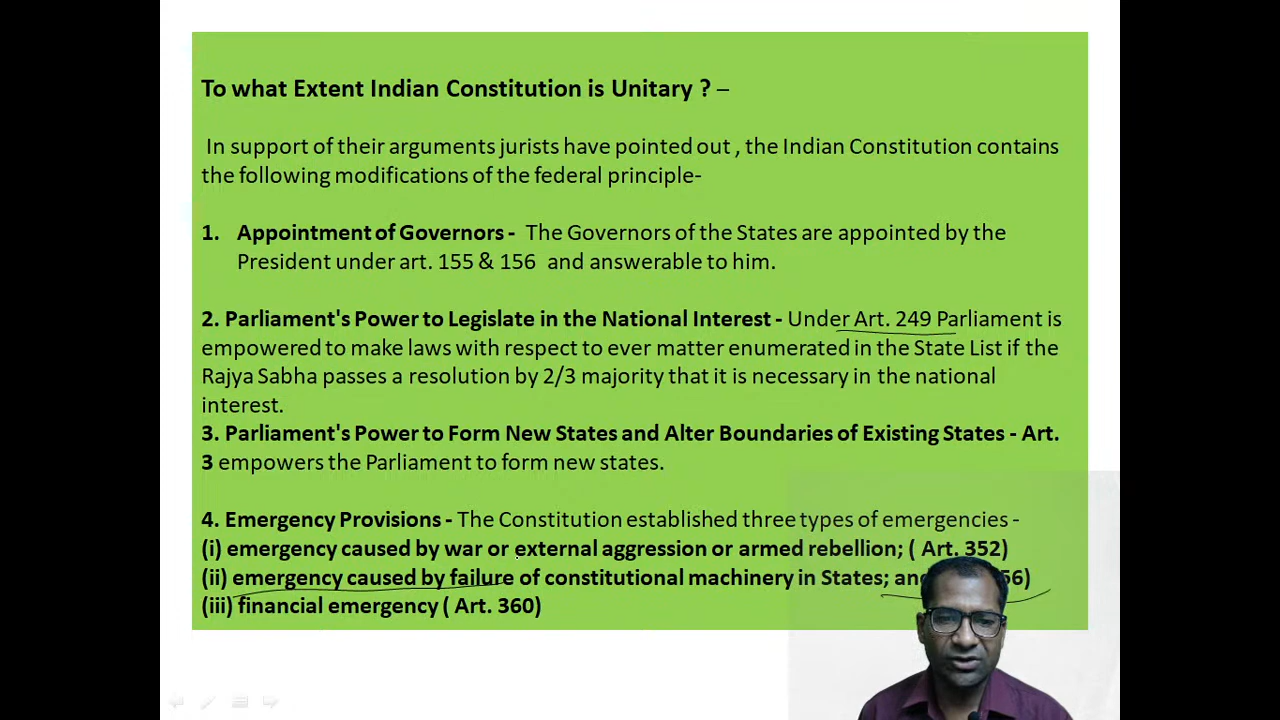 To what Extent Indian Constitution is Unitary ? –
In support of their arguments jurists have pointed out , the Indian Constitution contains
the following modifications of the federal principle-
1. Appointment of Governors - The Governors of the States are appointed by the
President under art. 155 & 156 and answerable to him.
2. Parliament's Power to Legislate in the National Interest - Under Art. 249 Parliament is
empowered to make laws with respect to ever matter enumerated in the State List if the
Rajya Sabha passes a resolution by 2/3 majority that it is necessary in the national
interest.
3. Parliament's Power to Form New States and Alter Boundaries of Existing States - Art.
3 empowers the Parliament to form new states.
4. Emergency Provisions - The Constitution established three types of emergencies -
(i) emergency caused by war or external aggression or armed rebellion; ( Art. 352)
(ii) emergency caused by failure of constitutional machinery in States;
(iii) financial emergency ( Art. 360)